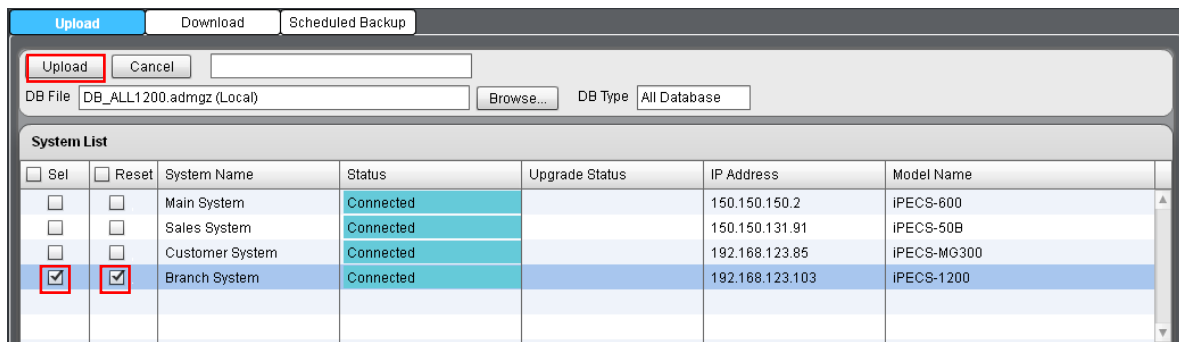 Upload Download Scheduled Backup
Upload Cancel
DB File DB_ALL1200.admgz (Local) Browse... DB Type All Database
System List
Sel Reset System Name Status Upgrade Status IP Address Model Name
Main System Connected 150.150.150.2 iPECS-600
Sales System Connected 150.150.131.91 iPECS-50B
Customer System Connected 192.168.123.85 iPECS-MG300
Branch System Connected 192.168.123.103 iPECS-1200